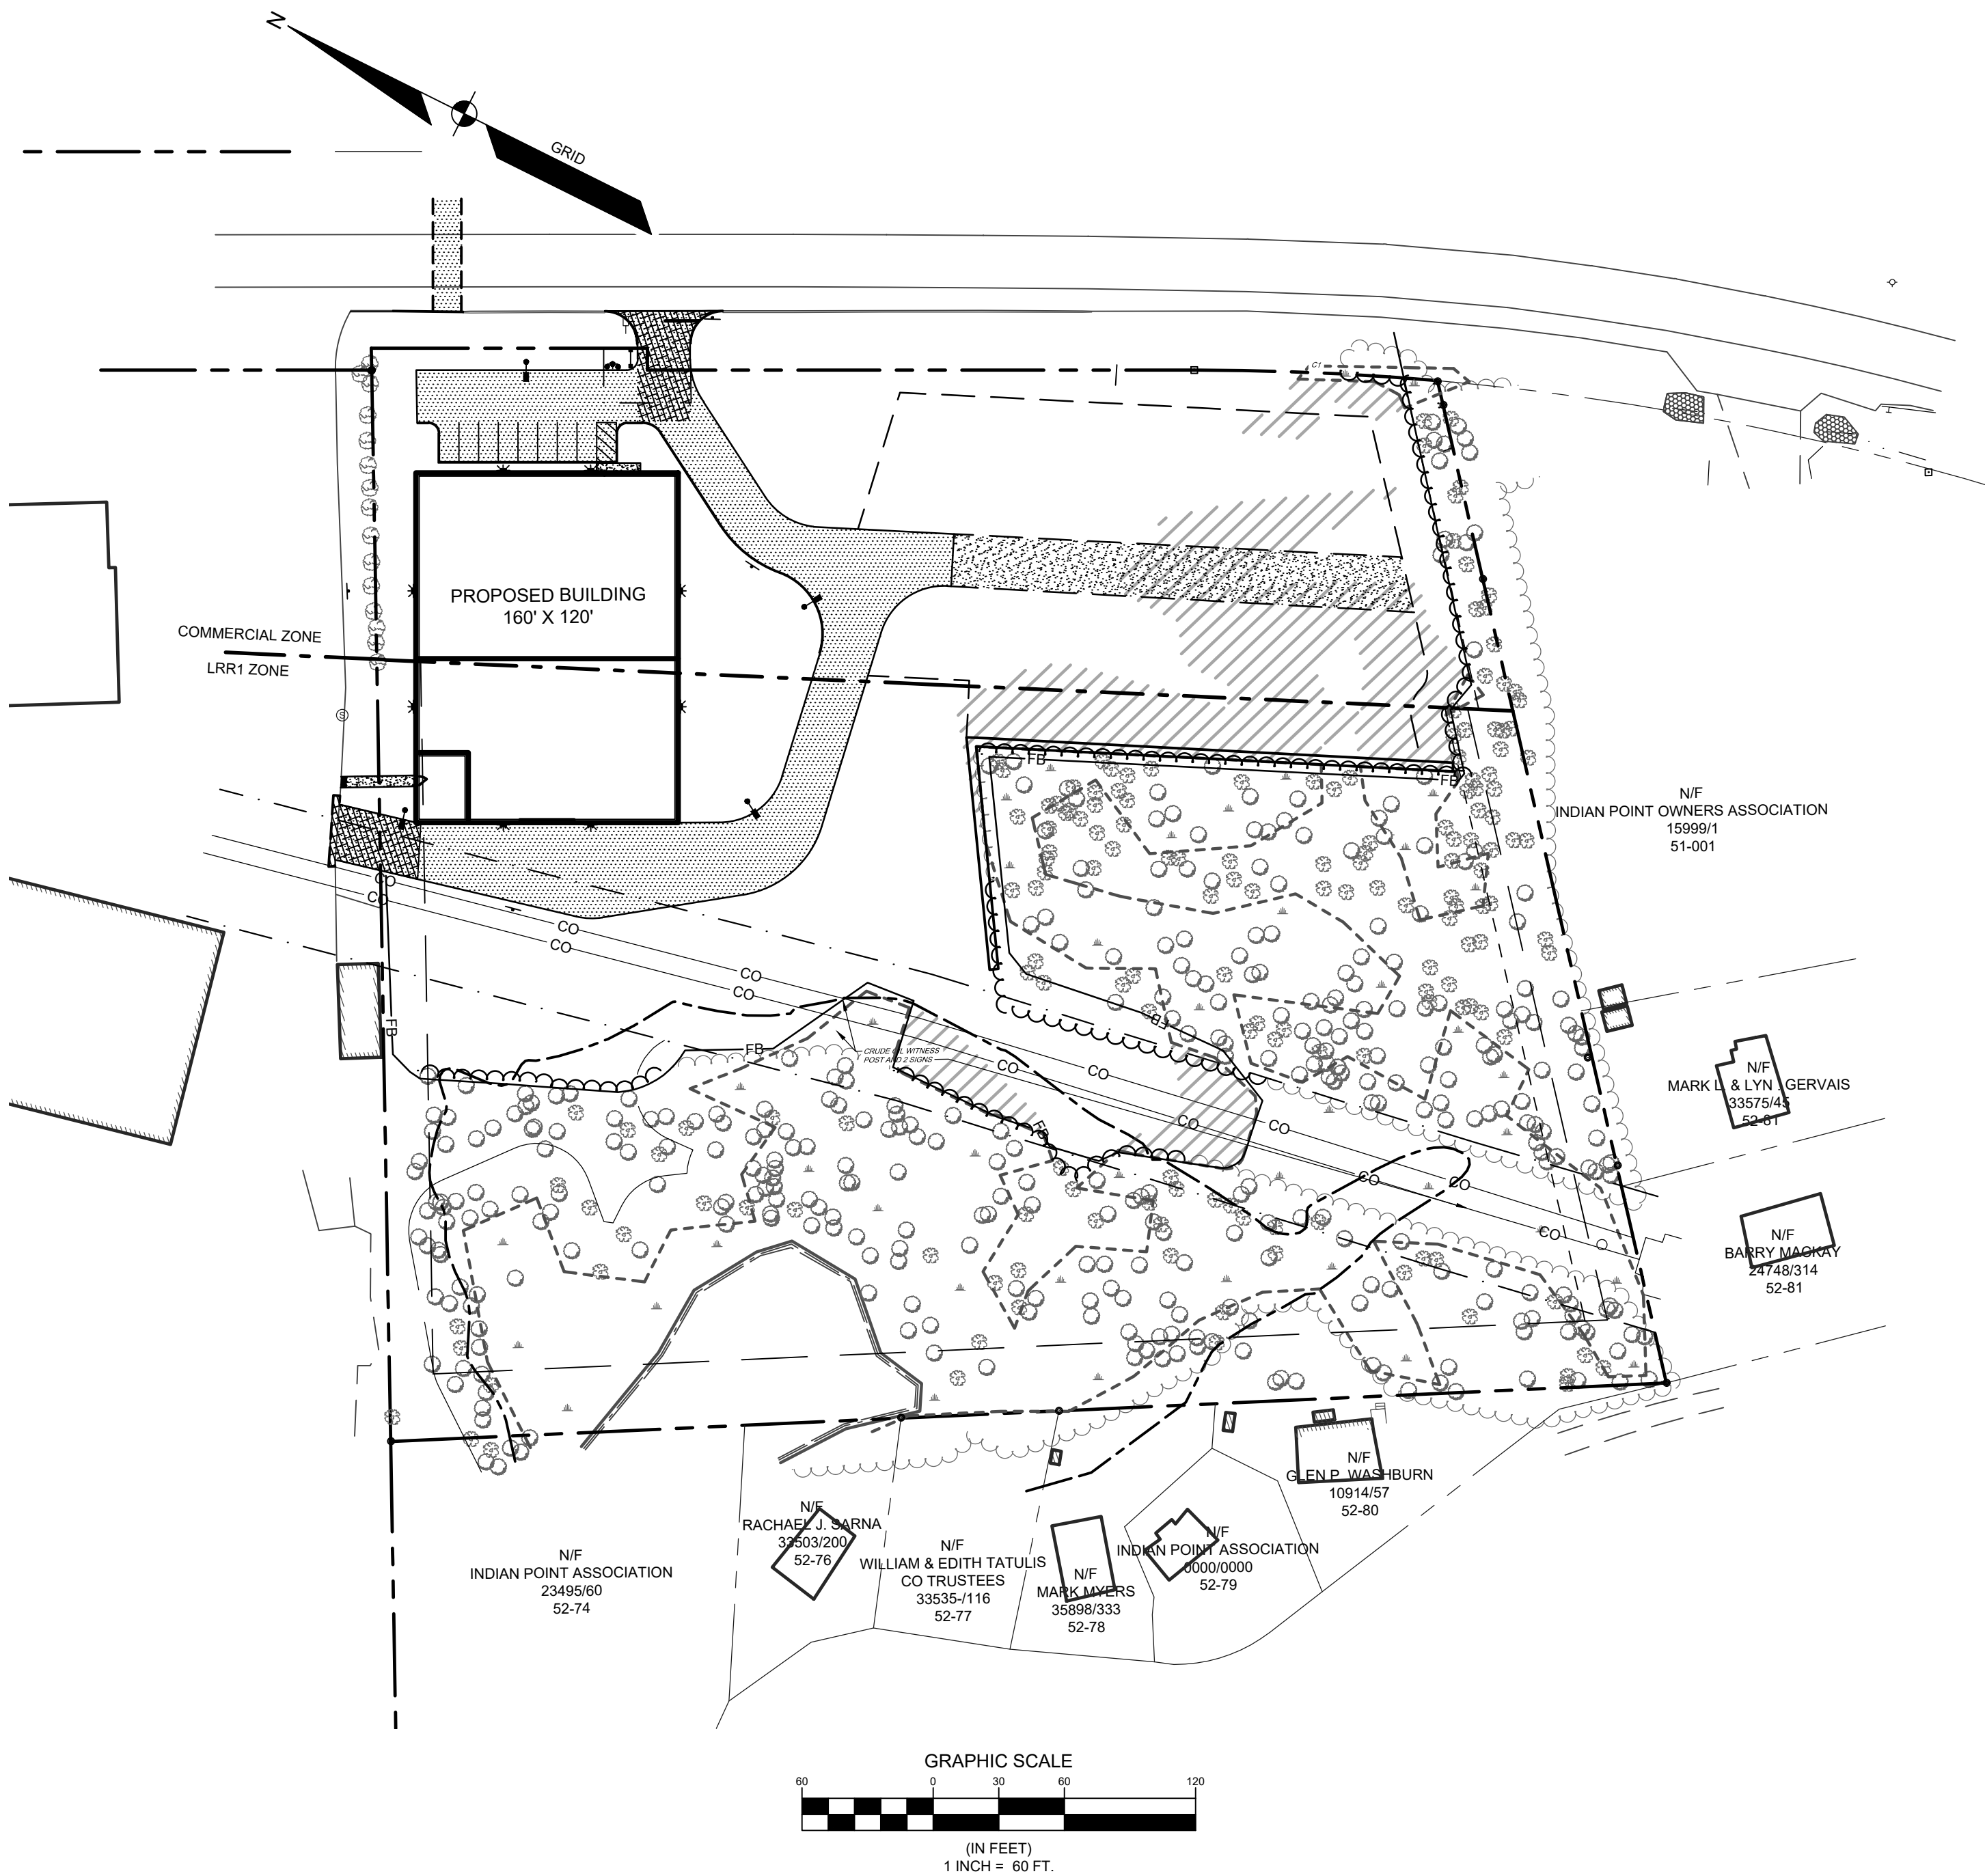 N
GRID
C1
PROPOSED BUILDING
160' X 120'
COMMERCIAL ZONE
LRR1 ZONE
S
FB
FB
N/F
INDIAN POINT OWNERS ASSOCIATION
15999/1
51-001
CO
CO
CO
CO
CO
CO
FB
FB
FB
CRUDE OIL WITNESS
POST AND 2 SIGNS
CO
CO
FB
CO
CO
CO
CO
CO
N/F
MARK L. & LYN . GERVAIS
33575/45
52-81
N/F
BARRY MACKAY
24748/314
52-81
N/F
GLEN P. WASHBURN
10914/57
52-80
N/F
RACHAEL J. SARNA
33503/200
52-76
N/F
INDIAN POINT ASSOCIATION
0000/0000
52-79
N/F
WILLIAM & EDITH TATULIS
CO TRUSTEES
33535-/116
52-77
N/F
INDIAN POINT ASSOCIATION
23495/60
52-74
N/F
MARK MYERS
35898/333
52-78
GRAPHIC SCALE
60 0 30 60 120
(IN FEET)
1 INCH = 60 FT.